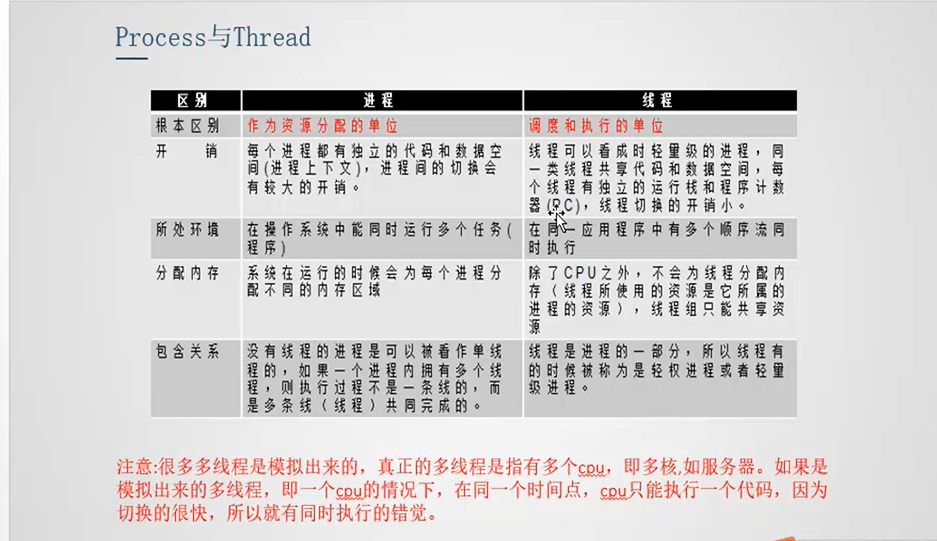 Process与Thread
区别 进程 线程
根本区别 作为资源分配的单位 调度和执行的单位
开 销 每个进程都有独立的代码和数据空
间(进程上下文)，进程间的切换会
有较大的开销。
线程可以看成时轻量级的进程，同
一类线程共享代码和数据空间，每
个线程有独立的运行栈和程序计数
器(PC)，线程切换的开销小。
所处环境 在操作系统中能同时运行多个任务(
程序)
在同一应用程序中有多个顺序流同
时执行
分配内存 系统在运行的时候会为每个进程分
配不同的内存区域
除了CPU之外，不会为线程分配内
存（线程所使用的资源是它所属的
进程的资源），线程组只能共享资
源
包含关系 没有线程的进程是可以被看作单线
程的，如果一个进程内拥有多个线
程，则执行过程不是一条线的，而
是多条线（线程）共同完成的。
线程是进程的一部分，所以线程有
的时候被称为是轻权进程或者轻量
级进程。
注意:很多多线程是模拟出来的，真正的多线程是指有多个cpu，即多核,如服务器。如果是
模拟出来的多线程，即一个cpu的情况下，在同一个时间点，cpu只能执行一个代码，因为
切换的很快，所以就有同时执行的错觉。